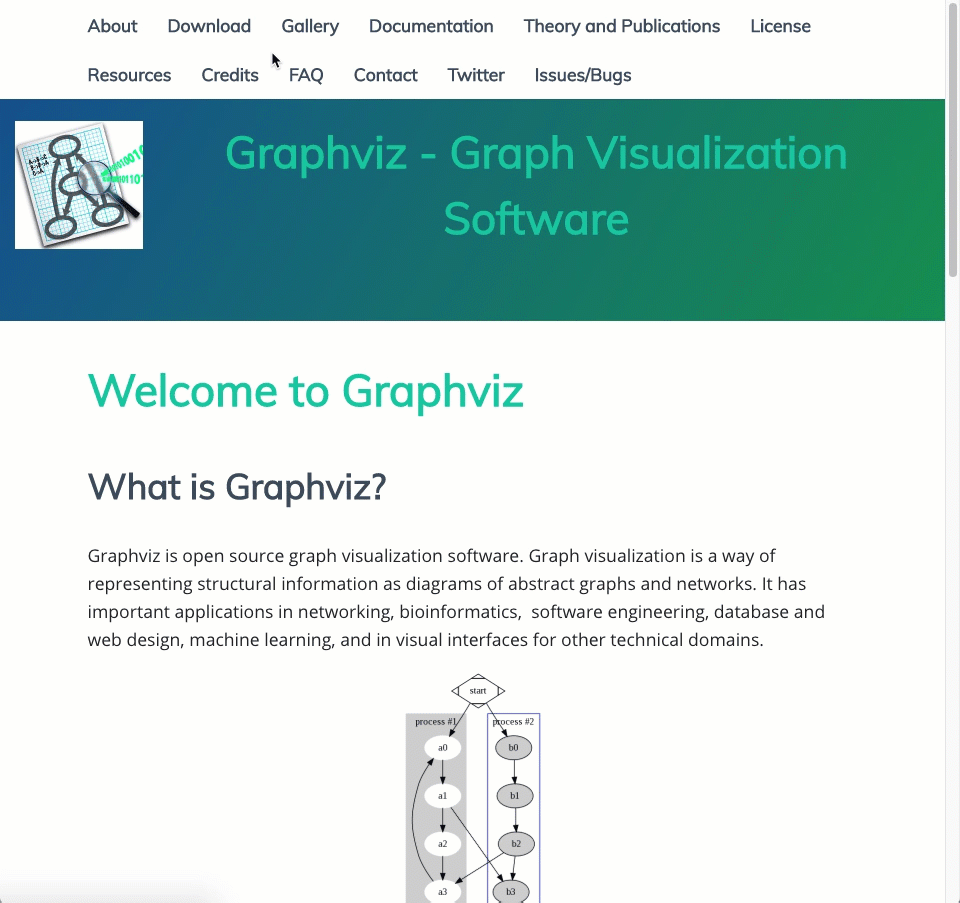 About Download Gallery Documentation Theory and Publications License
Resources Credits FAQ Contact Twitter Issues/Bugs
Graphviz - Graph Visualization
Software
Welcome to Graphviz
What is Graphviz?
Graphviz is open source graph visualization software. Graph visualization is a way of
representing structural information as diagrams of abstract graphs and networks. It has
important applications in networking, bioinformatics,  software engineering, database and
web design, machine learning, and in visual interfaces for other technical domains.
start
process #1 process #2
a0 b0
a1 b1
a2 b2
a3 b3